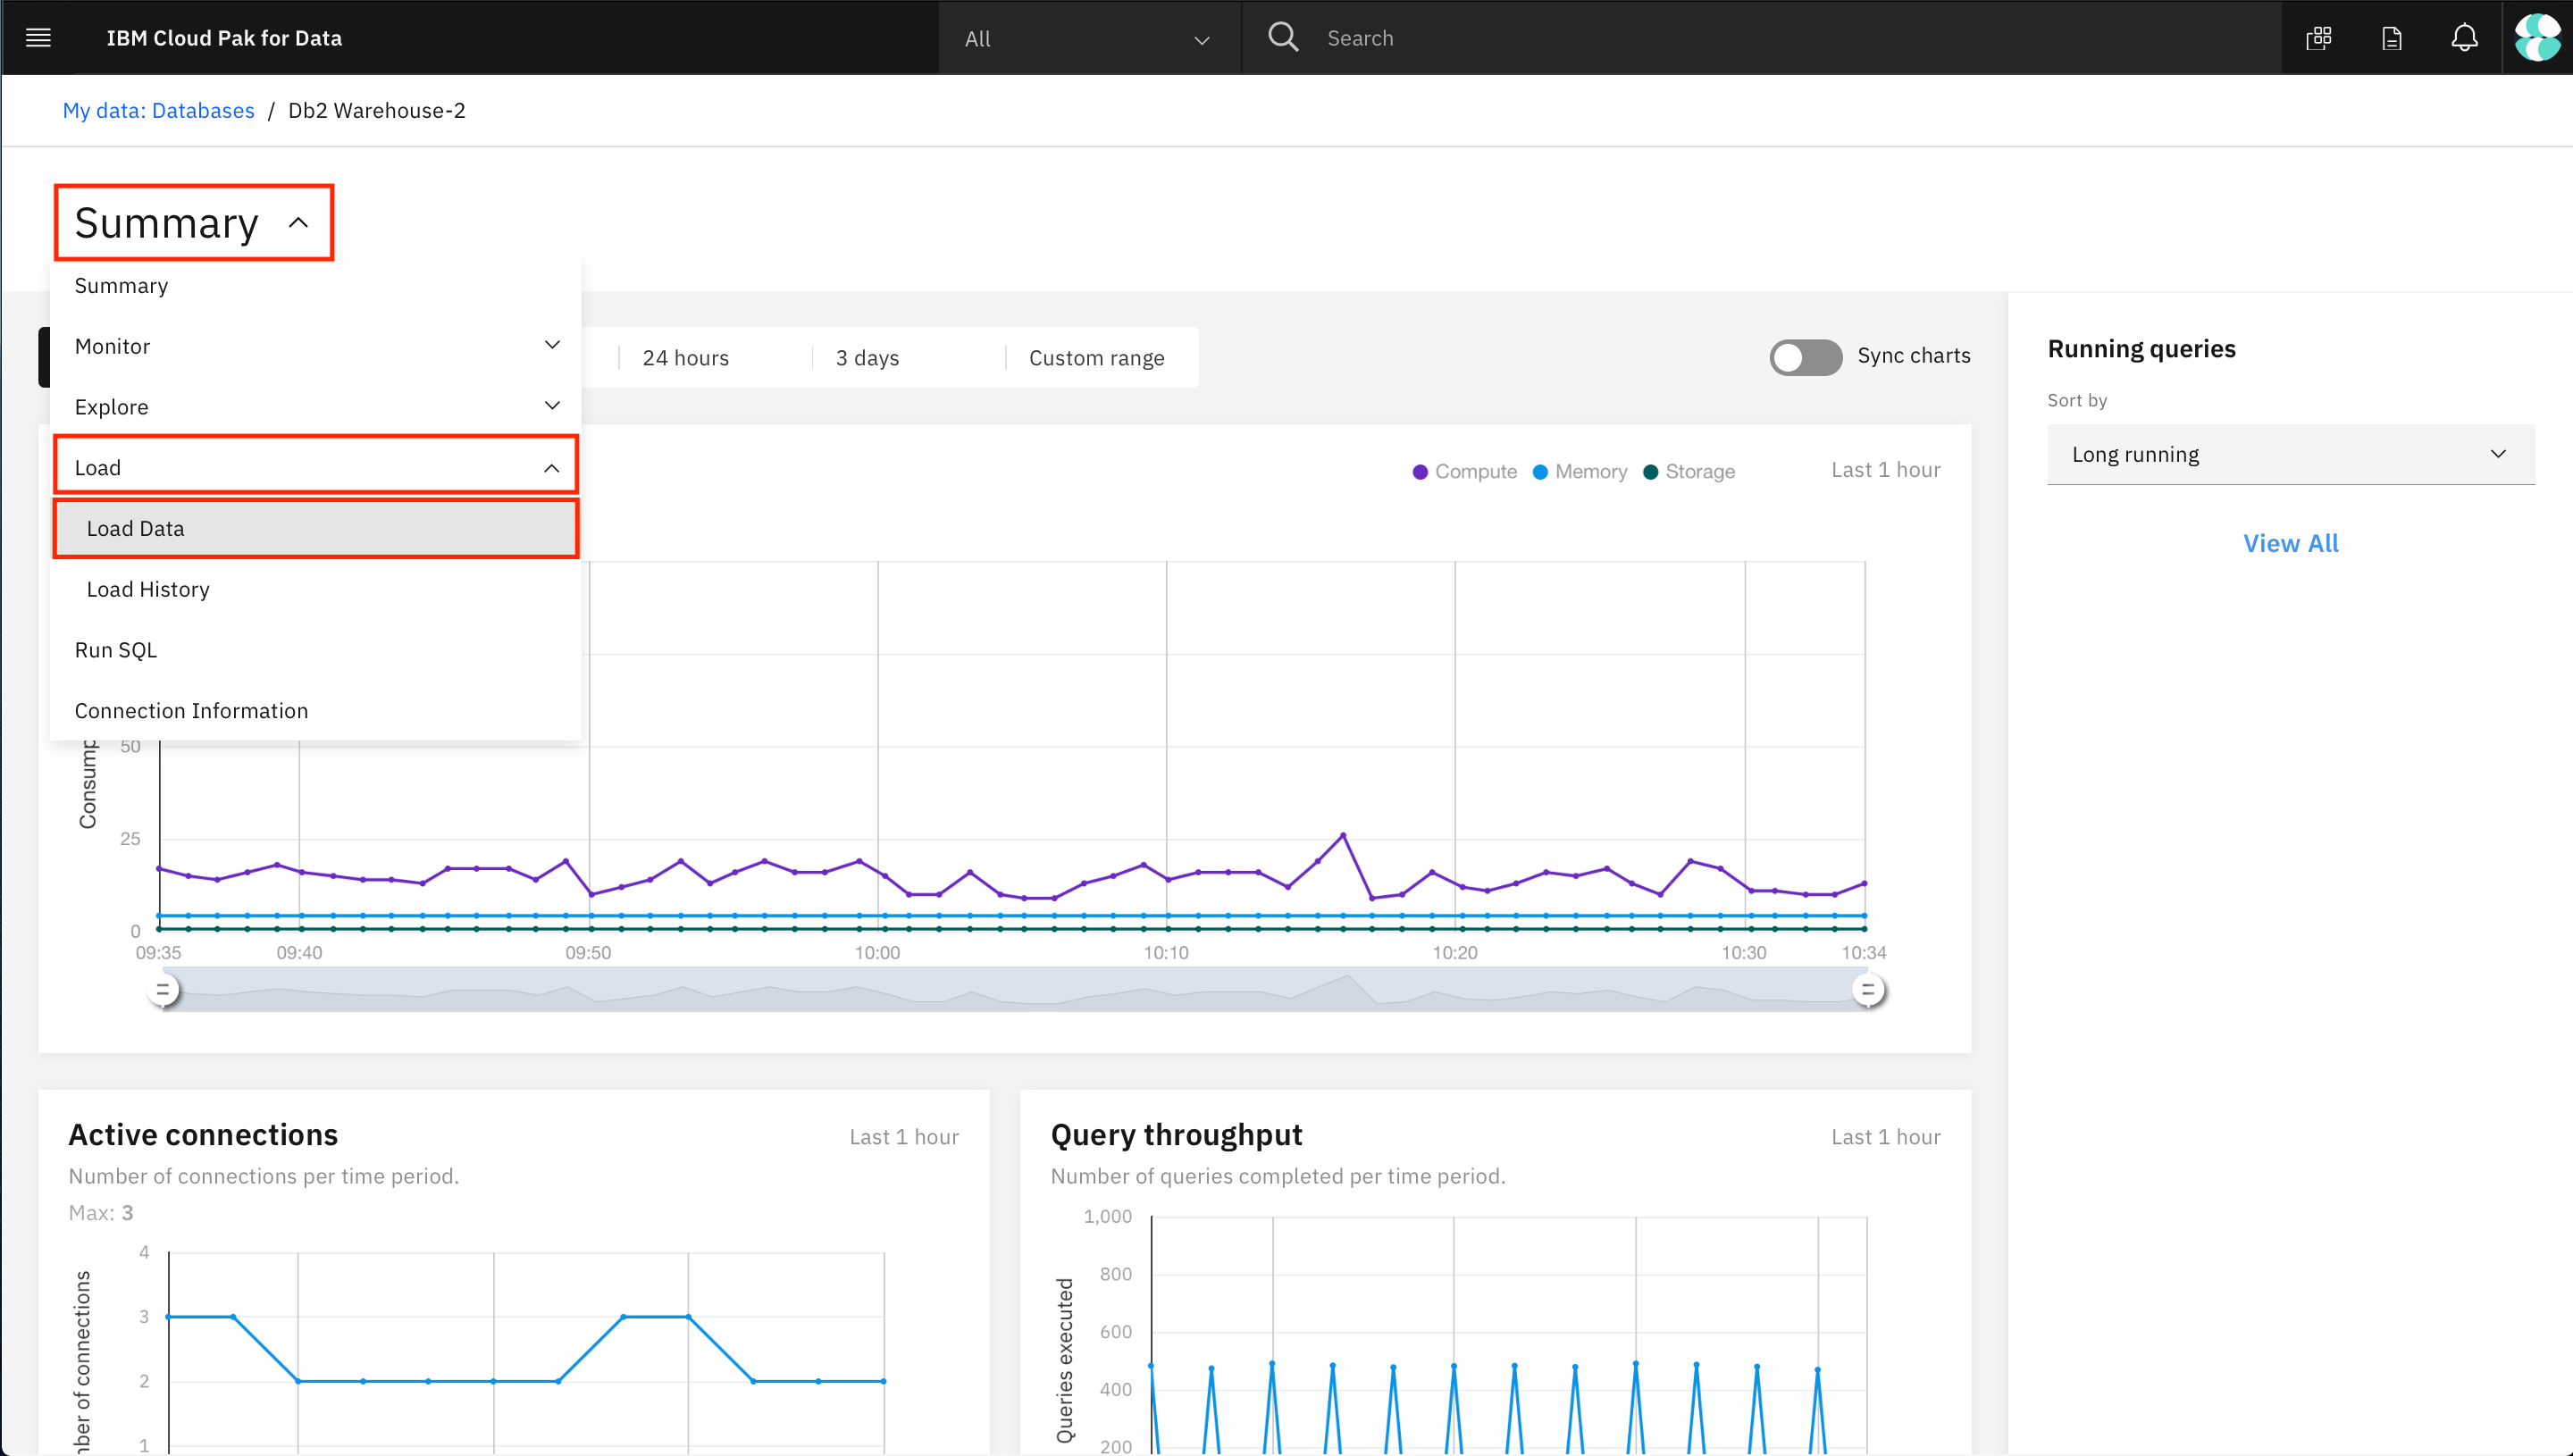 IBM Cloud Pak for Data
All
Search
My data: Databases / Db2 Warehouse-2
Summary
Summary
Monitor
Explore
Load
Load Data
Load History
Run SQL
Connection Information
24 hours
3 days
Custom range
Sync charts
Running queries
Sort by
Long running
View All
Compute
Memory
Storage
Last 1 hour
Consump
50
25
0
09:35
09:40
09:50
10:00
10:10
10:20
10:30
10:34
Active connections
Last 1 hour
Number of connections per time period.
Max: 3
mber of connections
4
3
2
1
Query throughput
Last 1 hour
Number of queries completed per time period.
Queries executed
1,000
800
600
400
200